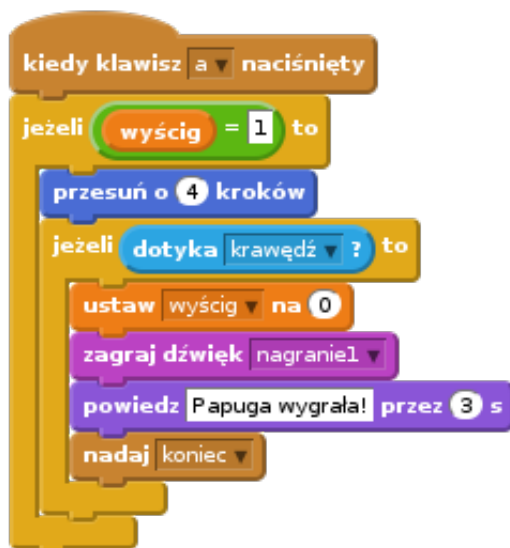 kiedy klawisz a naciśnięty
jeżeli wyścig = 1 to
przesuń o 4 kroków
jeżeli dotyka krawędź ? to
ustaw wyścig na 0
zagraj dźwięk nagranie1
powiedz Papuga wygrała! przez 3 s
nadaj koniec